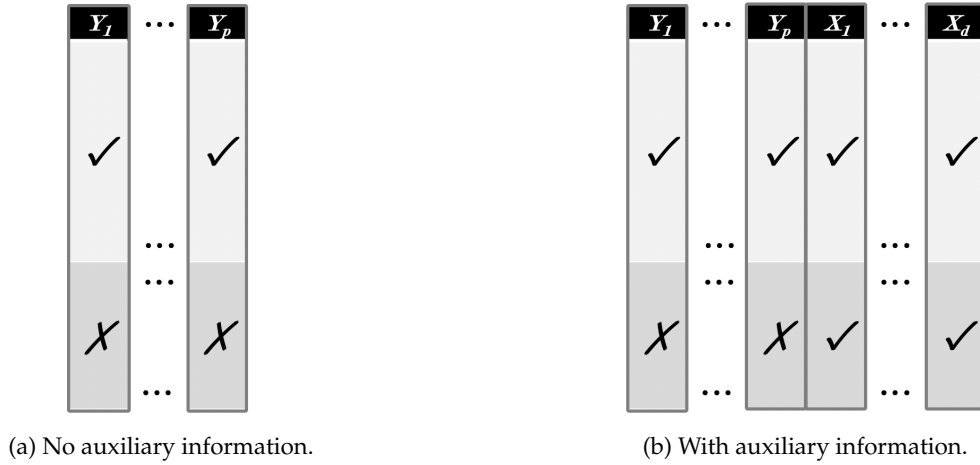 Y1 ... Yp
Y1 ... Yp X1 ... Xd
✓ ✓
✓ ✓ ✓ ✓
... 
... ...
...
... ...
✗ ✗
✗ ✗ ✓ ✓
...
... ...
(a) No auxiliary information.
(b) With auxiliary information.